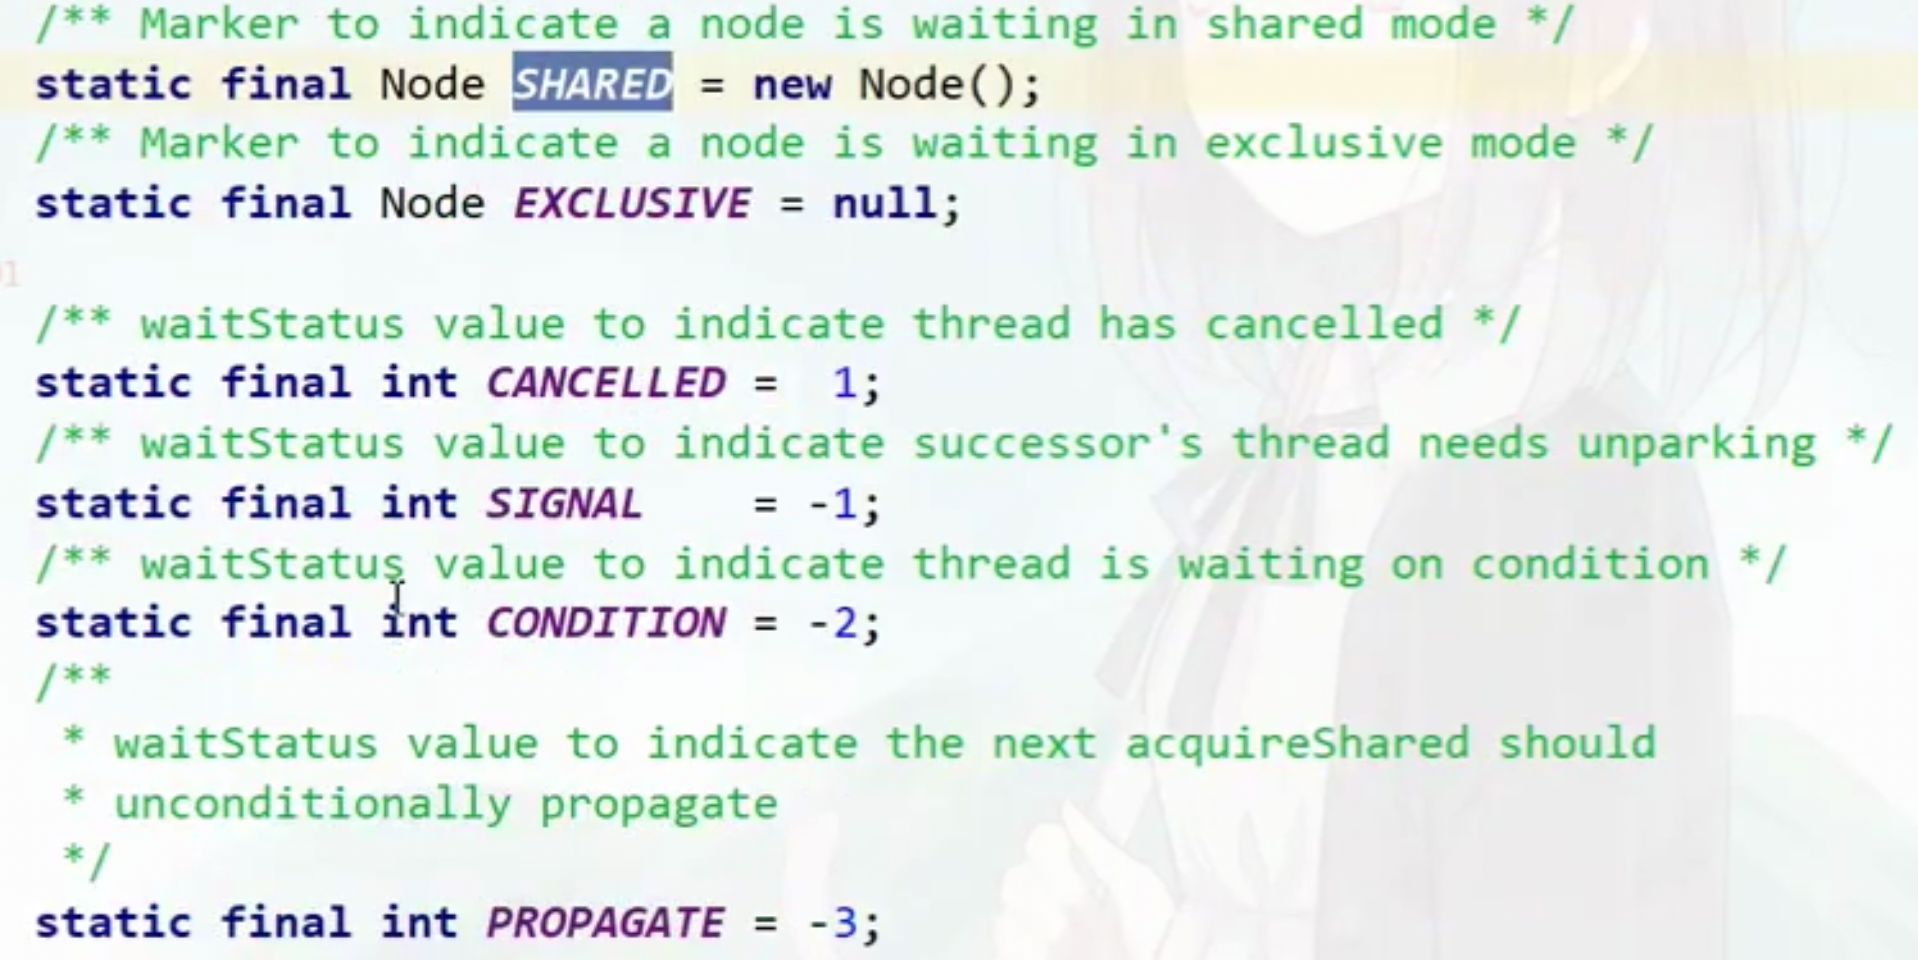 /** Marker to indicate a node is waiting in shared mode */
static final Node SHARED = new Node();
/** Marker to indicate a node is waiting in exclusive mode */
static final Node EXCLUSIVE = null;
/** waitStatus value to indicate thread has cancelled */
static final int CANCELLED =  1;
/** waitStatus value to indicate successor's thread needs unparking */
static final int SIGNAL    = -1;
/** waitStatus value to indicate thread is waiting on condition */
static final int CONDITION = -2;
/**
 * waitStatus value to indicate the next acquireShared should
 * unconditionally propagate
 */
static final int PROPAGATE = -3;